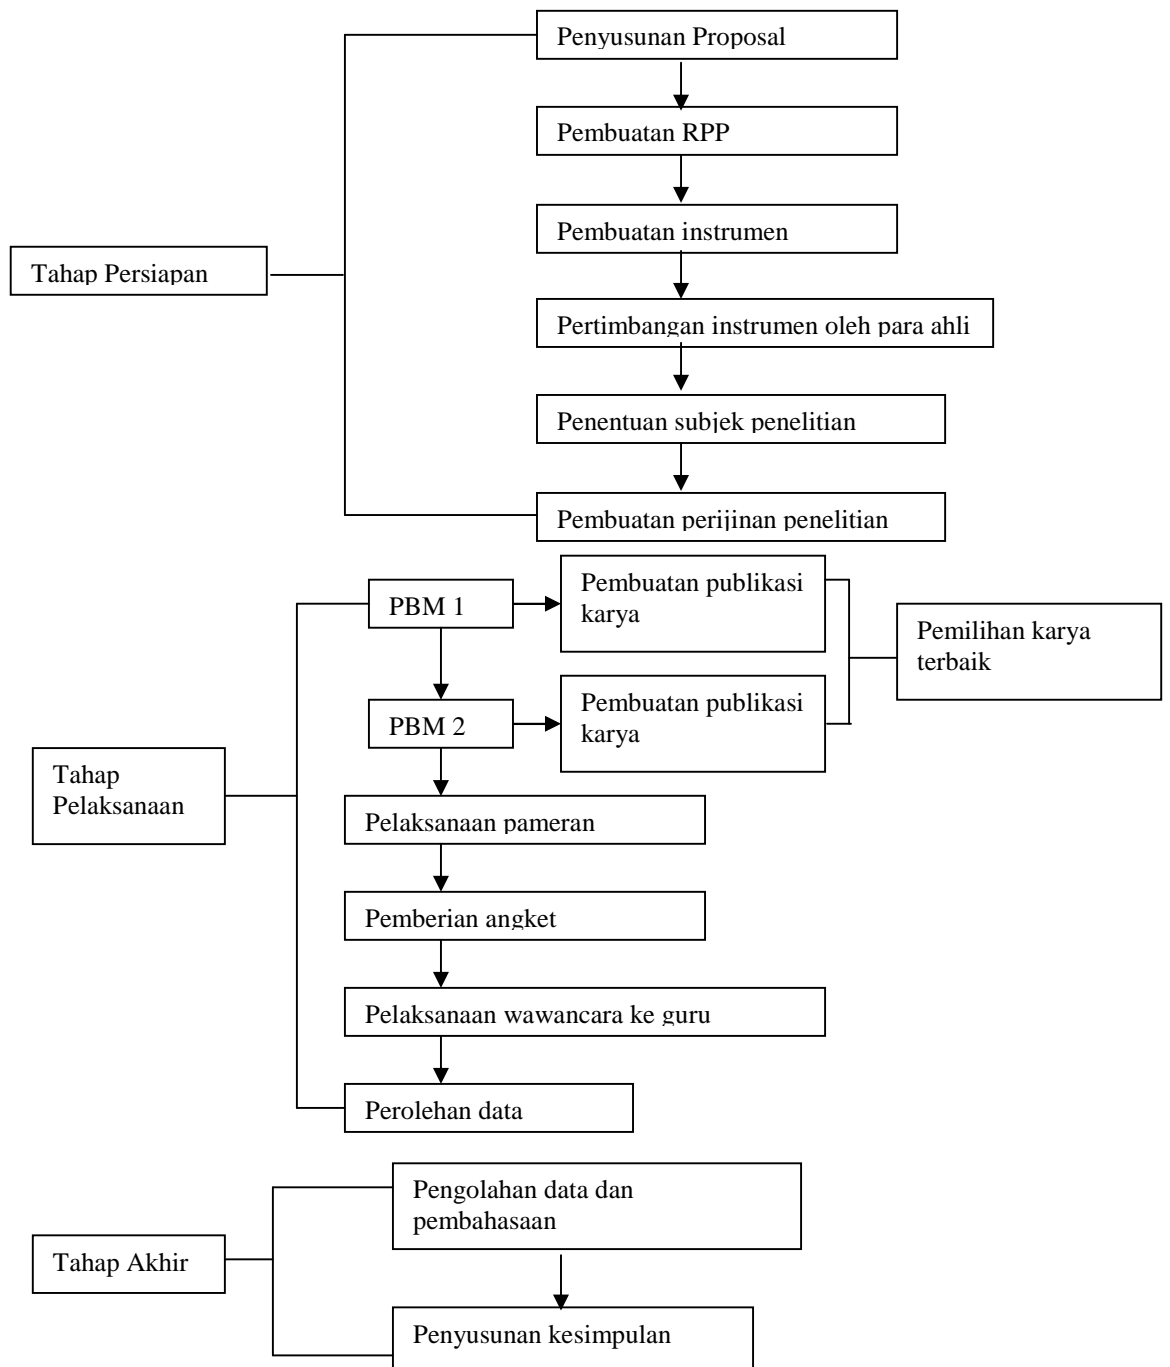 Penyusunan Proposal
Pembuatan RPP
Pembuatan instrumen
Tahap Persiapan
Pertimbangan instrumen oleh para ahli
Penentuan subjek penelitian
Pembuatan perijinan penelitian
PBM 1
Pembuatan publikasi
karya
Pemilihan karya
terbaik
PBM 2
Pembuatan publikasi
karya
Tahap
Pelaksanaan
Pelaksanaan pameran
Pemberian angket
Pelaksanaan wawancara ke guru
Perolehan data
Pengolahan data dan
pembahasaan
Tahap Akhir
Penyusunan kesimpulan